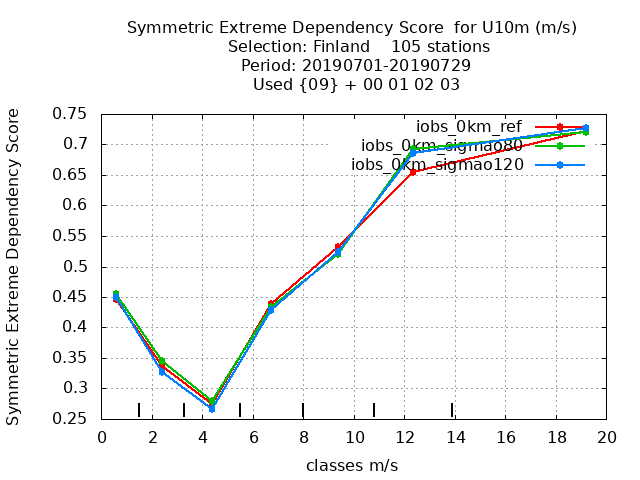 Symmetric Extreme Dependency Score  for U10m (m/s)
Selection: Finland    105 stations
Period: 20190701-20190729
Used {09} + 00 01 02 03
Symmetric Extreme Dependency Score
0.75
0.7
0.65
0.6
0.55
0.5
0.45
0.4
0.35
0.3
0.25
iobs_0km_ref
iobs_0km_sigmao80
iobs_0km_sigmao120
0 2 4 6 8 10 12 14 16 18 20
classes m/s